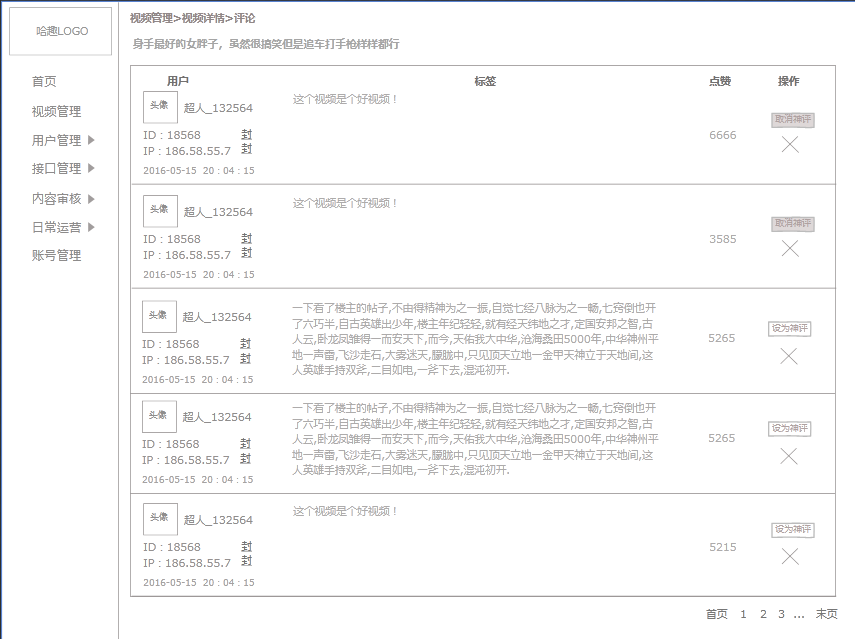 哈趣LOGO
首页
视频管理
用户管理
接口管理
内容审核
日常运营
账号管理
视频管理>视频详情>评论
身手最好的女胖子，虽然很搞笑但是追车打手枪样样都行
用户 标签 点赞 操作
头像 超人_132564 这个视频是个好视频！
ID：18568 封
IP：186.58.55.7 封
2016-05-15 20：04：15
6666
取消神评
头像 超人_132564 这个视频是个好视频！
ID：18568 封
IP：186.58.55.7 封
2016-05-15 20：04：15
3585
取消神评
头像 超人_132564
ID：18568 封
IP：186.58.55.7 封
2016-05-15 20：04：15
一下看了楼主的帖子,不由得精神为之一振,自觉七经八脉为之一畅,七窍倒也开
了六巧半,自古英雄出少年,楼主年纪轻轻,就有经天纬地之才,定国安邦之智,古
人云,卧龙凤雏得一而安天下,而今,天佑我大中华,沧海桑田5000年,中华神州平
地一声雷,飞沙走石,大雾迷天,朦胧中,只见顶天立地一金甲天神立于天地间,这
人英雄手持双斧,二目如电,一斧下去,混沌初开.
5265
设为神评
头像 超人_132564
ID：18568 封
IP：186.58.55.7 封
2016-05-15 20：04：15
一下看了楼主的帖子,不由得精神为之一振,自觉七经八脉为之一畅,七窍倒也开
了六巧半,自古英雄出少年,楼主年纪轻轻,就有经天纬地之才,定国安邦之智,古
人云,卧龙凤雏得一而安天下,而今,天佑我大中华,沧海桑田5000年,中华神州平
地一声雷,飞沙走石,大雾迷天,朦胧中,只见顶天立地一金甲天神立于天地间,这
人英雄手持双斧,二目如电,一斧下去,混沌初开.
5265
设为神评
头像 超人_132564 这个视频是个好视频！
ID：18568 封
IP：186.58.55.7 封
2016-05-15 20：04：15
5215
设为神评
首页 1 2 3 ... 末页